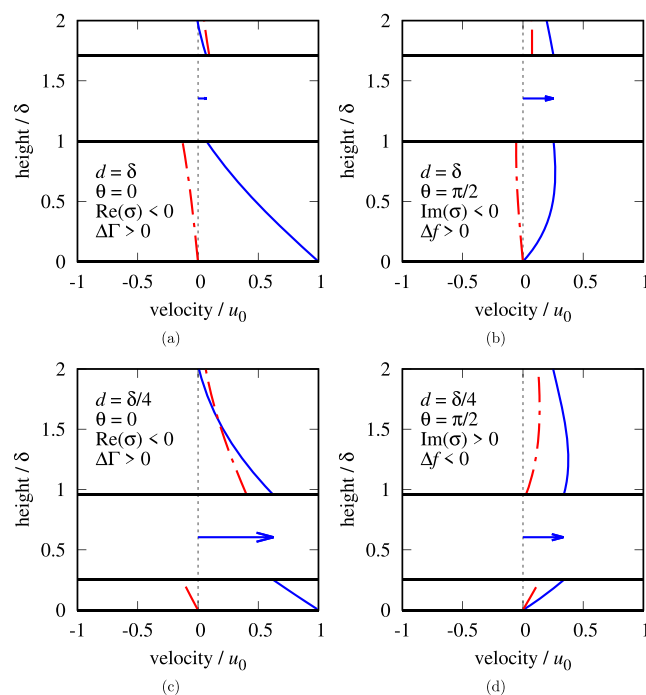 2
1.5
1
0.5
0
height / δ
d = δ
θ = 0
Re(σ) < 0
ΔΓ > 0
-1 -0.5 0 0.5 1
velocity / u₀
(a)
2
1.5
1
0.5
0
height / δ
d = δ
θ = π/2
Im(σ) < 0
Δf > 0
-1 -0.5 0 0.5 1
velocity / u₀
(b)
2
1.5
1
0.5
0
height / δ
d = δ/4
θ = 0
Re(σ) < 0
ΔΓ > 0
-1 -0.5 0 0.5 1
velocity / u₀
(c)
2
1.5
1
0.5
0
height / δ
d = δ/4
θ = π/2
Im(σ) > 0
Δf < 0
-1 -0.5 0 0.5 1
velocity / u₀
(d)